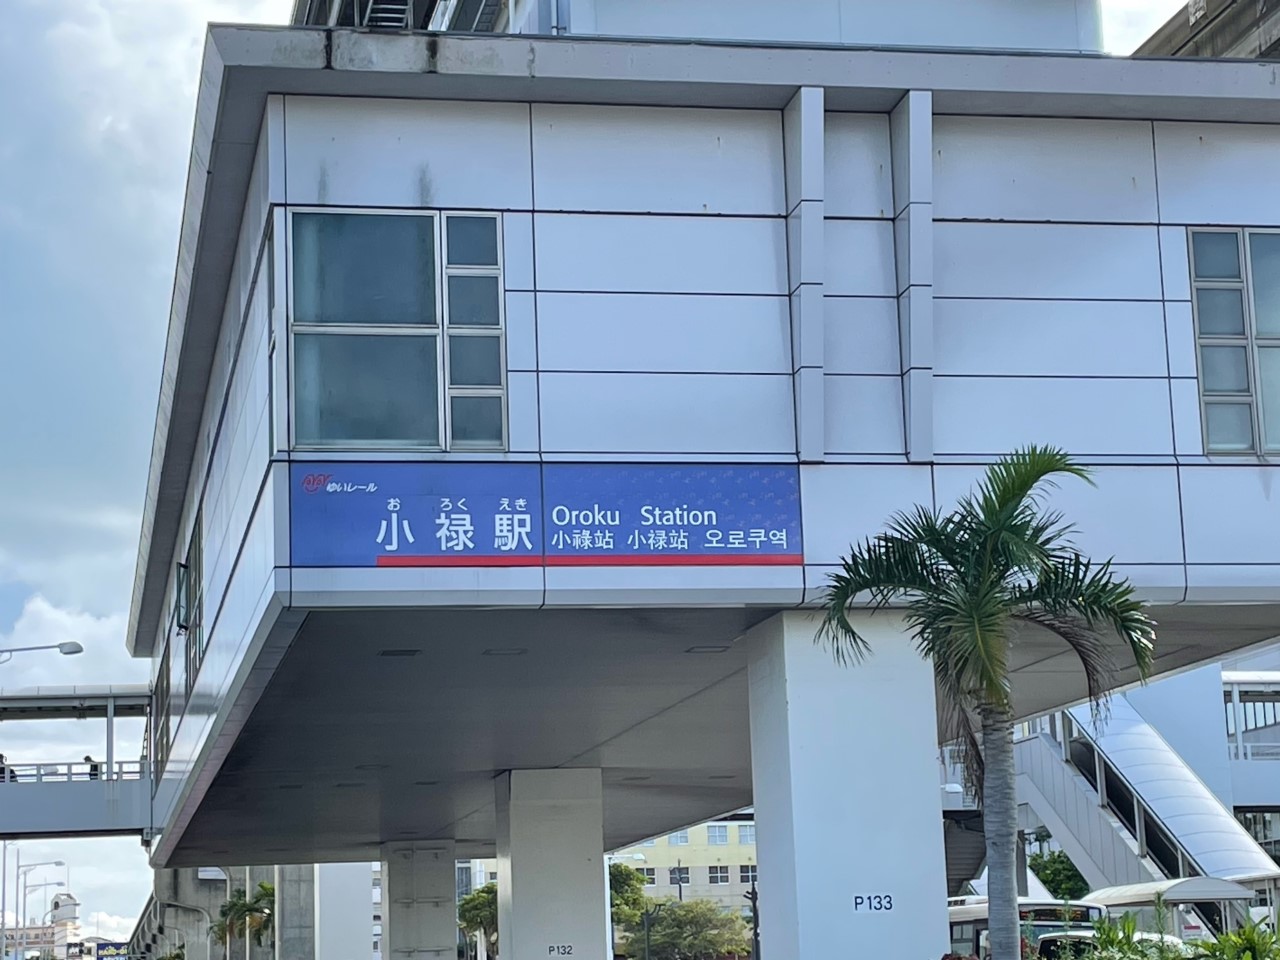 ゆいレール
お ろく えき
小禄駅
Oroku Station
小祿站 小禄站 오로쿠역
P133
P132